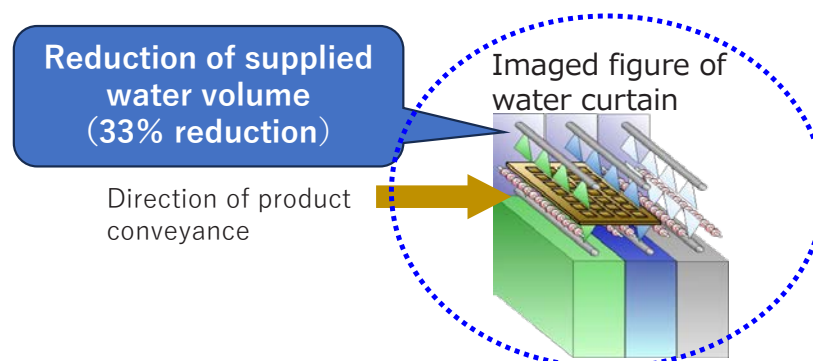 Reduction of supplied
water volume
（33% reduction）
Imaged figure of
water curtain
Direction of product
conveyance